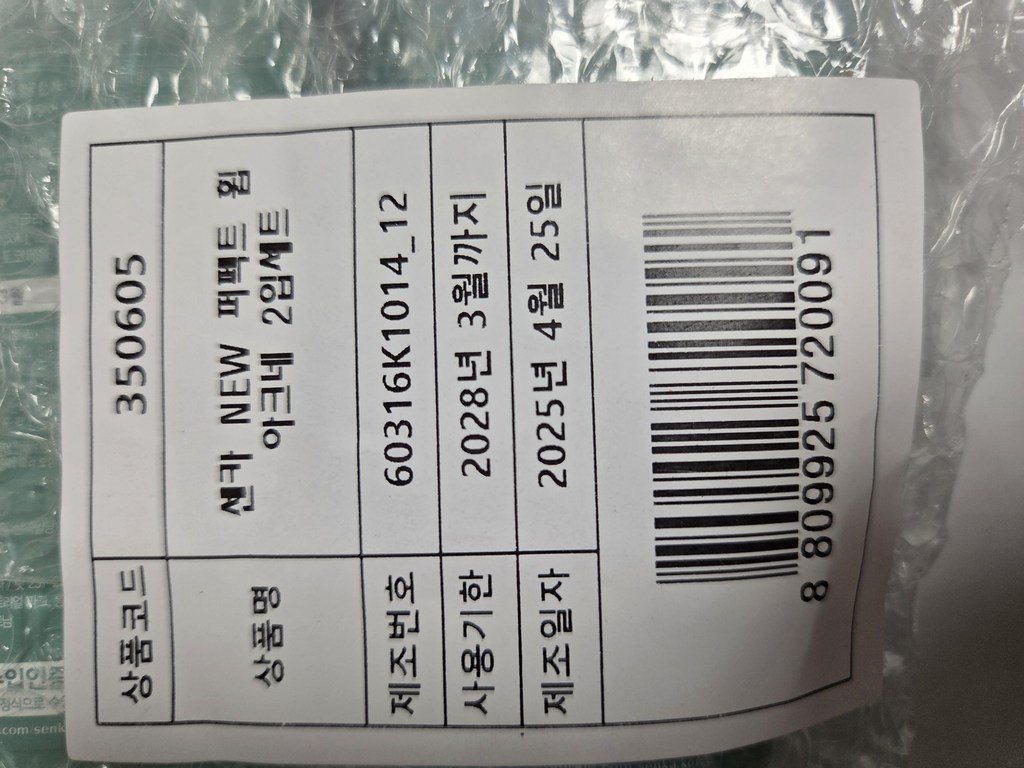 상품코드 3506605
상품명 센카 NEW 퍼펙트 휩
아크네 2입세트
제조번호 60316K1014_12
사용기한 2028년 3월까지
제조일자 2025년 4월 25일
8 809925 720091